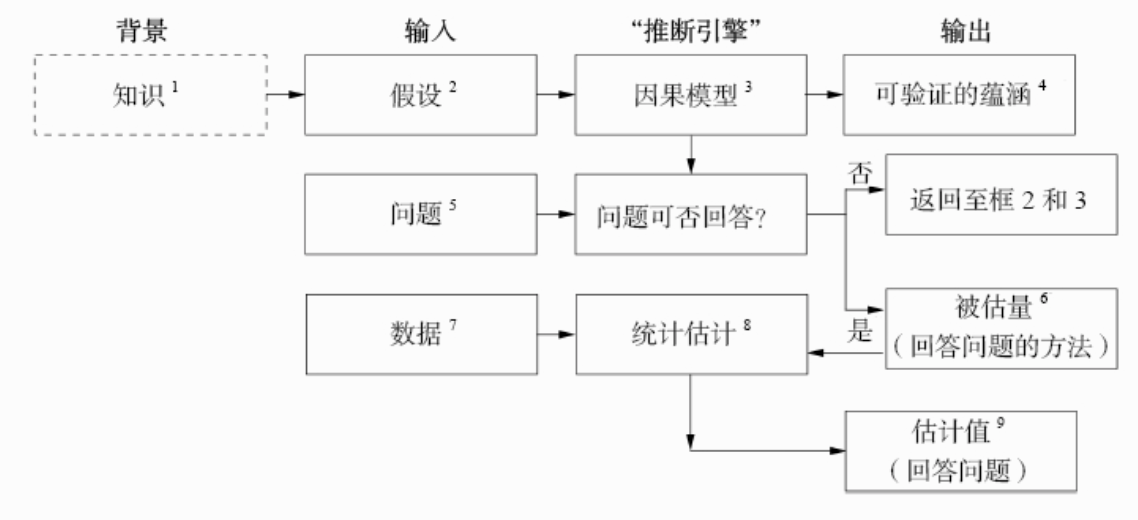 背景 输入 “推断引擎” 输出
知识 1 假设 2 因果模型 3 可验证的蕴涵 4
否
问题 5 问题可否回答？ 返回至框 2 和 3
被估量 6
数据 7 统计估计 8 是 （回答问题的方法）
估计值 9
（回答问题）